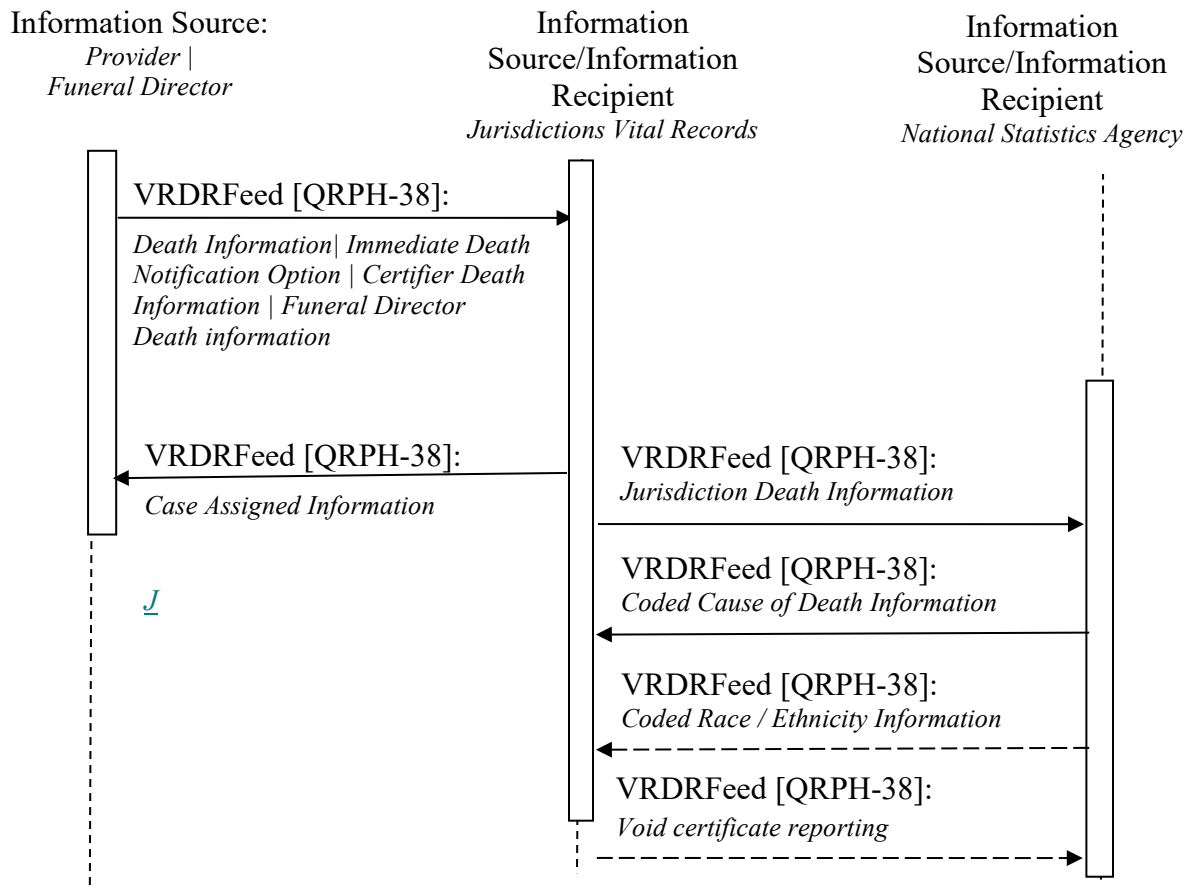 Information Source:
Provider |
Funeral Director
Information
Source/Information
Recipient
Jurisdictions Vital Records
Information
Source/Information
Recipient
National Statistics Agency
VRDRFeed [QRPH-38]:
Death Information| Immediate Death
Notification Option | Certifier Death
Information | Funeral Director
Death information
VRDRFeed [QRPH-38]:
Case Assigned Information
J
VRDRFeed [QRPH-38]:
Jurisdiction Death Information
VRDRFeed [QRPH-38]:
Coded Cause of Death Information
VRDRFeed [QRPH-38]:
Coded Race / Ethnicity Information
VRDRFeed [QRPH-38]:
Void certificate reporting